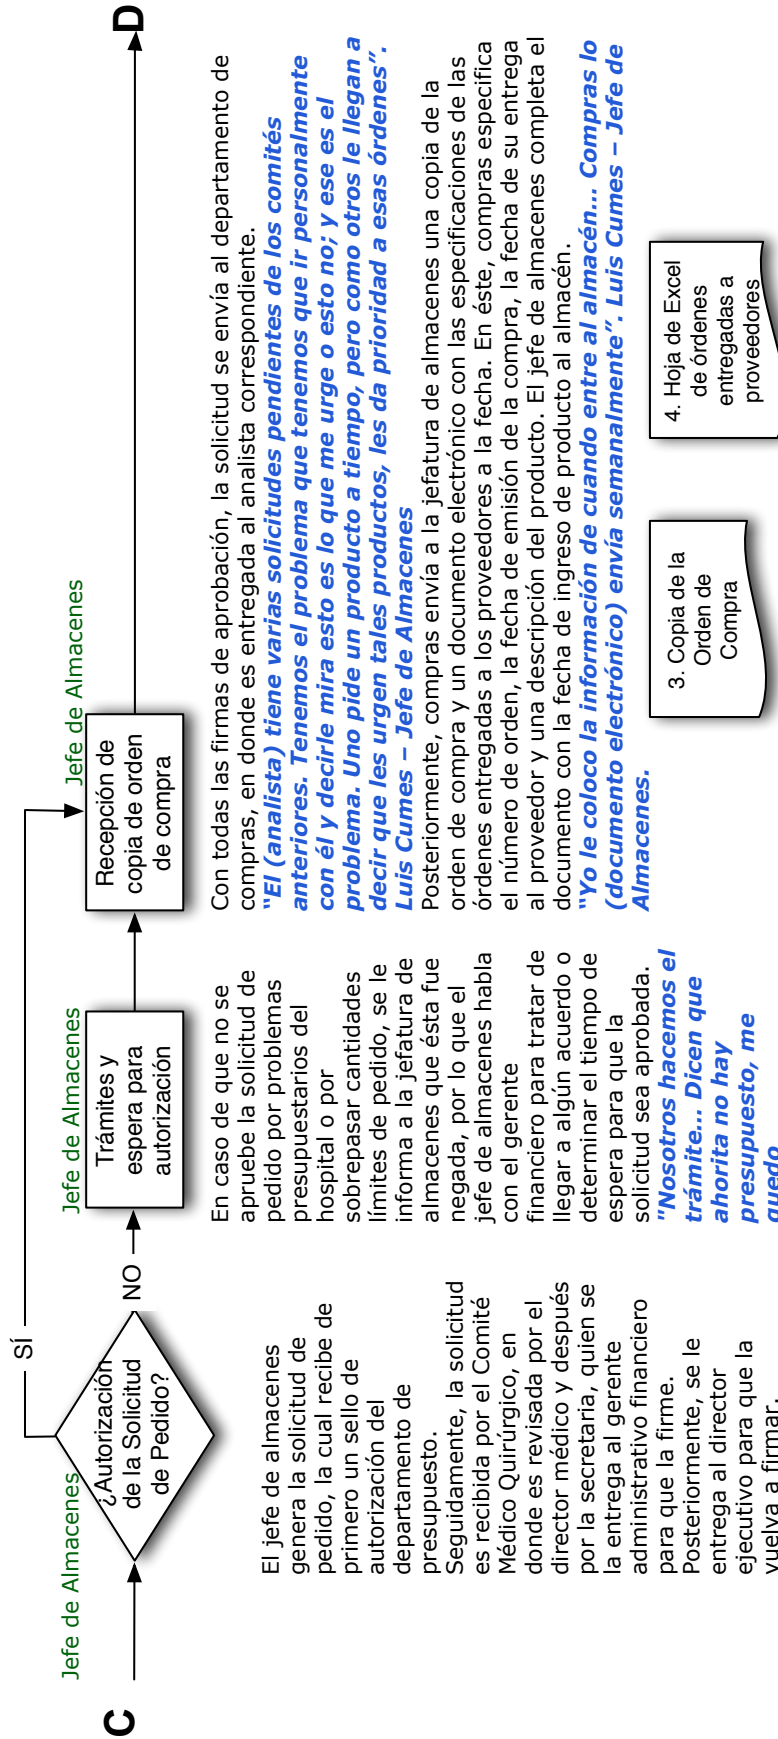 C
Jefe de Almacenes
¿Autorización
de la Solicitud
de Pedido?
SÍ
NO
Jefe de Almacenes
Trámites y
espera para
autorización
Jefe de Almacenes
Recepción de
copia de orden
de compra
D
El jefe de almacenes
genera la solicitud de
pedido, la cual recibe de
primero un sello de
autorización del
departamento de
presupuesto.
Seguidamente, la solicitud
es recibida por el Comité
Médico Quirúrgico, en
donde es revisada por el
director médico y después
por la secretaria, quien se
la entrega al gerente
administrativo financiero
para que la firme.
Posteriormente, se le
entrega al director
ejecutivo para que la
vuelva a firmar.
En caso de que no se
apruebe la solicitud de
pedido por problemas
presupuestarios del
hospital o por
sobrepasar cantidades
límites de pedido, se le
informa a la jefatura de
almacenes que ésta fue
negada, por lo que el
jefe de almacenes habla
con el gerente
financiero para tratar de
llegar a algún acuerdo o
determinar el tiempo de
espera para que la
solicitud sea aprobada.
"Nosotros hacemos el
trámite... Dicen que
ahorita no hay
presupuesto, me
quedo
Con todas las firmas de aprobación, la solicitud se envía al departamento de
compras, en donde es entregada al analista correspondiente.
“El (analista) tiene varias solicitudes pendientes de los comités
anteriores. Tenemos el problema que tenemos que ir personalmente
con él y decirle mira esto es lo que me urge o esto no; y ese es el
problema. Uno pide un producto a tiempo, pero como otros le llegan a
decir que les urgen tales productos, les da prioridad a esas órdenes”.
Luis Cumes – Jefe de Almacenes
Posteriormente, compras envía a la jefatura de almacenes una copia de la
orden de compra y un documento electrónico con las especificaciones de las
órdenes entregadas a los proveedores a la fecha. En éste, compras especifica
el número de orden, la fecha de emisión de la compra, la fecha de su entrega
al proveedor y una descripción del producto. El jefe de almacenes completa el
documento con la fecha de ingreso de producto al almacén.
“Yo le coloco la información de cuando entre al almacén... Compras lo
(documento electrónico) envía semanalmente”. Luis Cumes – Jefe de
Almacenes.
3. Copia de la
Orden de
Compra
4. Hoja de Excel
de órdenes
entregadas a
proveedores